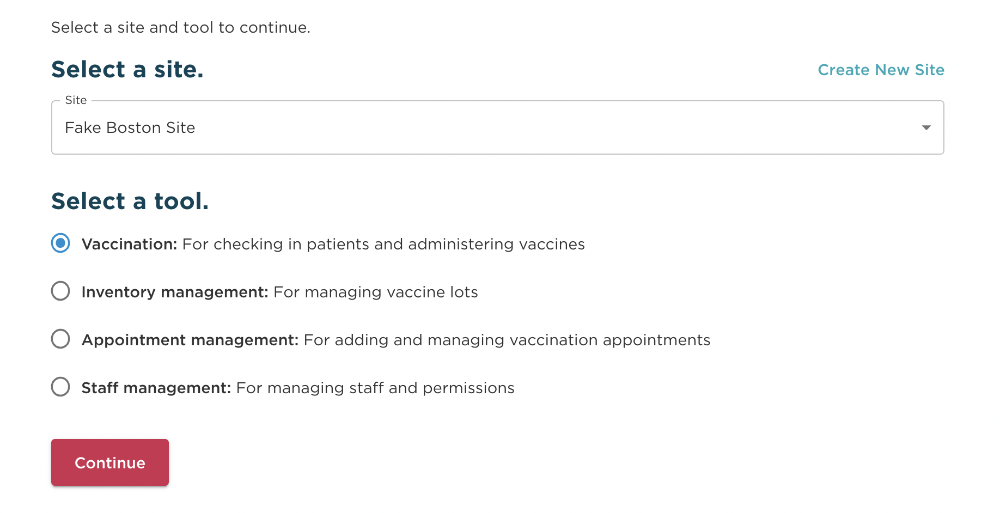 Select a site and tool to continue.
Select a site.
Create New Site
Site
Fake Boston Site
Select a tool.
Vaccination: For checking in patients and administering vaccines
Inventory management: For managing vaccine lots
Appointment management: For adding and managing vaccination appointments
Staff management: For managing staff and permissions
Continue